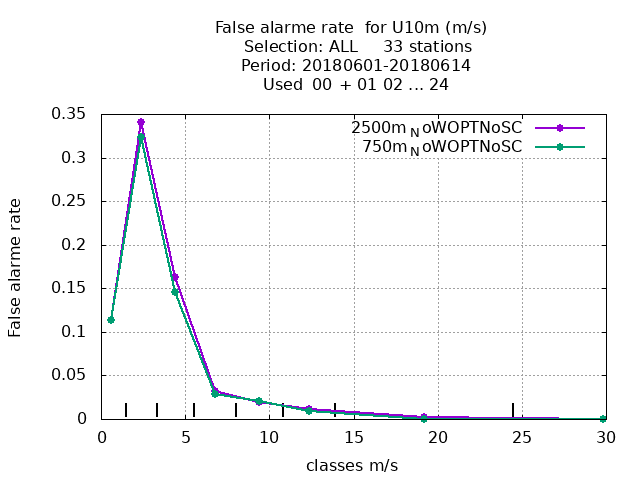 False alarme rate  for U10m (m/s)
Selection: ALL     33 stations
Period: 20180601-20180614
Used  00  + 01 02 ... 24
0.35
0.3
0.25
0.2
0.15
0.1
0.05
0
False alarme rate
2500m_NoWOPTNoSC
750m_NoWOPTNoSC
0 5 10 15 20 25 30
classes m/s